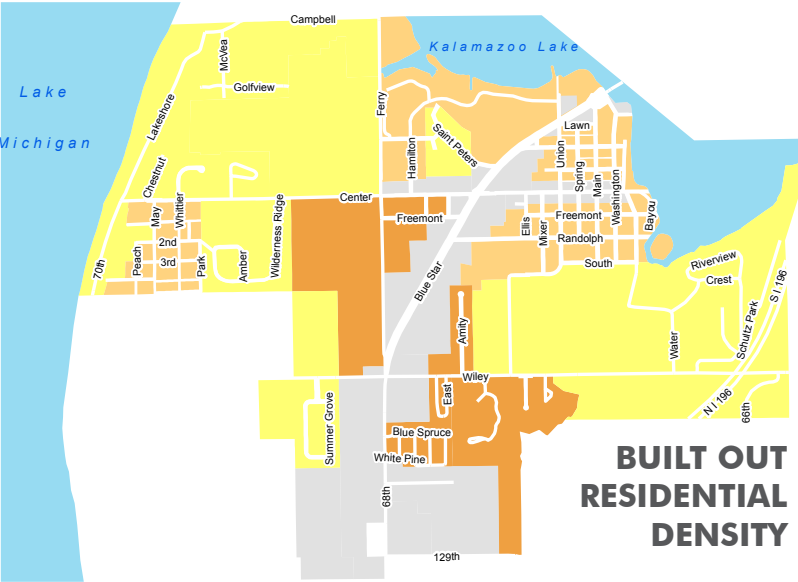 Campbell
Kalamazoo Lake
McVea
Lake
Golfview
Ferry
Lakeshore
Michigan
Lawn
Saint Peters
Hamilton
Union
Spring
Main
Washington
Chestnut
Whittier
Center
Wilderness Ridge
May
Freemont
Ellis
Mixer
Freemont
Bayou
2nd
Randolph
3rd
Peach
Park
Amber
70th
Blue Star
South
Riverview
Crest
S I 196
Schultz Park
Amity
Water
Wiley
East
N I 196
66th
Summer Grove
Blue Spruce
White Pine
68th
129th
BUILT OUT
RESIDENTIAL
DENSITY